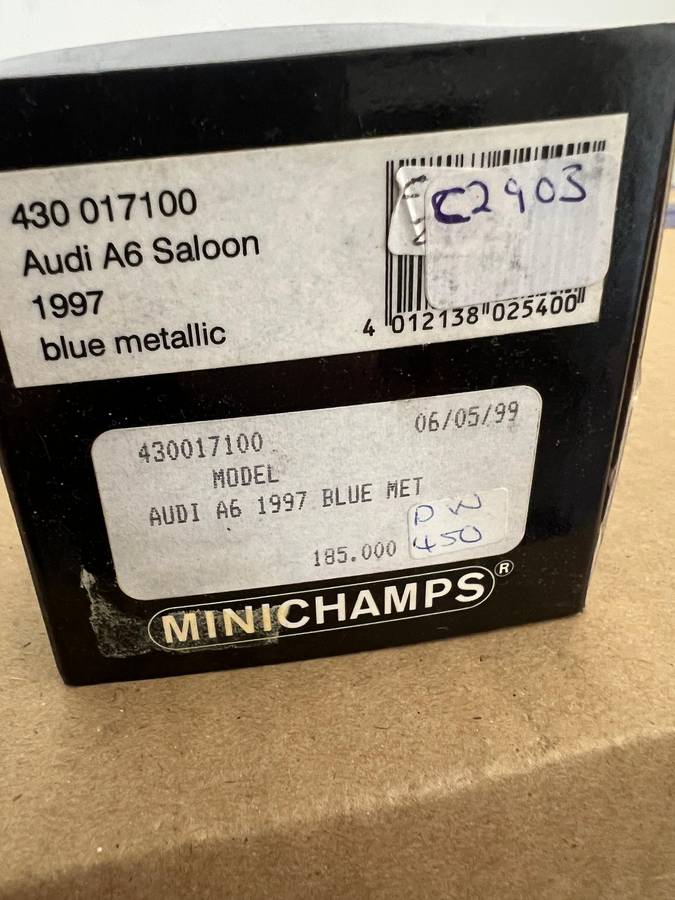 430 017100
Audi A6 Saloon
1997
blue metallic
C2903
4 012138 025400
430017100
06/05/99
MODEL
AUDI A6 1997 BLUE MET
185.000
PW
450
MINICHAMPS®